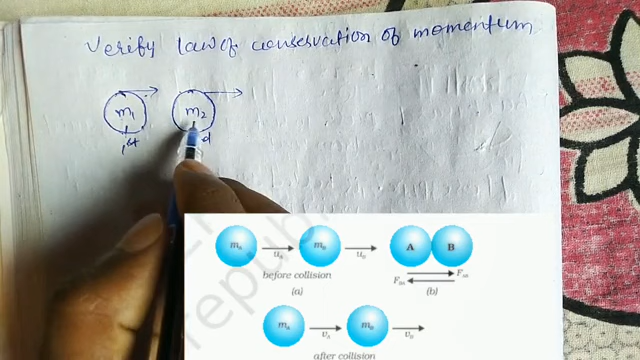 Verify law of conservation of momentum
m1 m2
1st
mA uA mB uB A B
FAB FBA
before collision
(a) (b)
mA vA mB vB
after collision